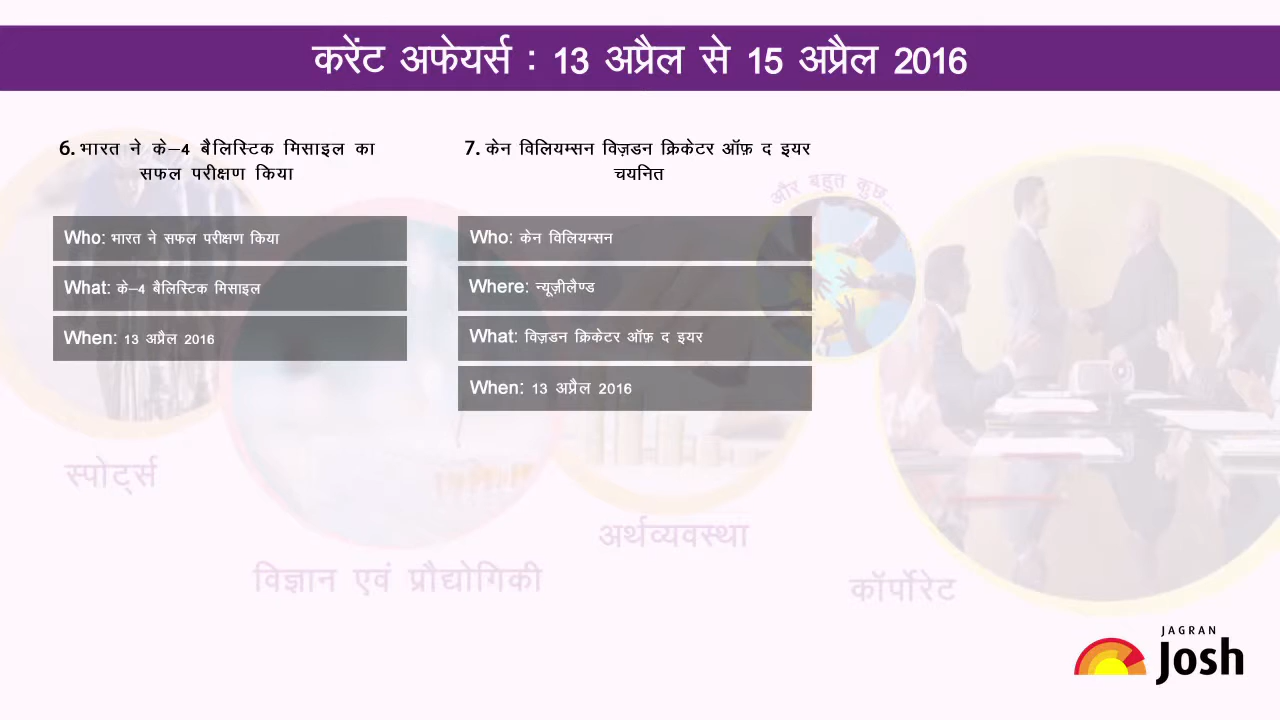 करेंट अफेयर्स : 13 अप्रैल से 15 अप्रैल 2016
6. भारत ने के–4 बैलिस्टिक मिसाइल का
सफल परीक्षण किया
Who: भारत ने सफल परीक्षण किया
What: के–4 बैलिस्टिक मिसाइल
When: 13 अप्रैल 2016
7. केन विलियम्सन विज़डन क्रिकेटर ऑफ़ द इयर
चयनित
Who: केन विलियम्सन
Where: न्यूज़ीलैण्ड
What: विज़डन क्रिकेटर ऑफ़ द इयर
When: 13 अप्रैल 2016
और बहुत कुछ...
स्पोर्ट्स
विज्ञान एवं प्रौद्योगिकी
अर्थव्यवस्था
कॉर्पोरेट
JAGRAN
Josh